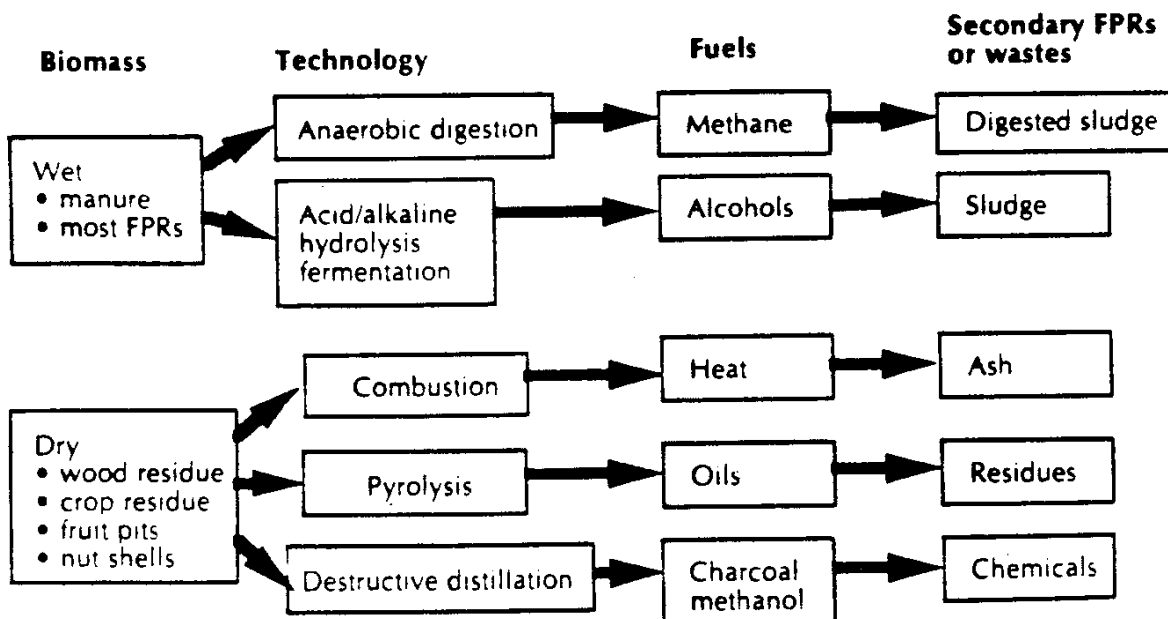 Biomass
Technology
Fuels
Secondary FPRs
or wastes
Wet
• manure
• most FPRs
Anaerobic digestion
Methane
Digested sludge
Acid/alkaline
hydrolysis
fermentation
Alcohols
Sludge
Dry
• wood residue
• crop residue
• fruit pits
• nut shells
Combustion
Heat
Ash
Pyrolysis
Oils
Residues
Destructive distillation
Charcoal
methanol
Chemicals